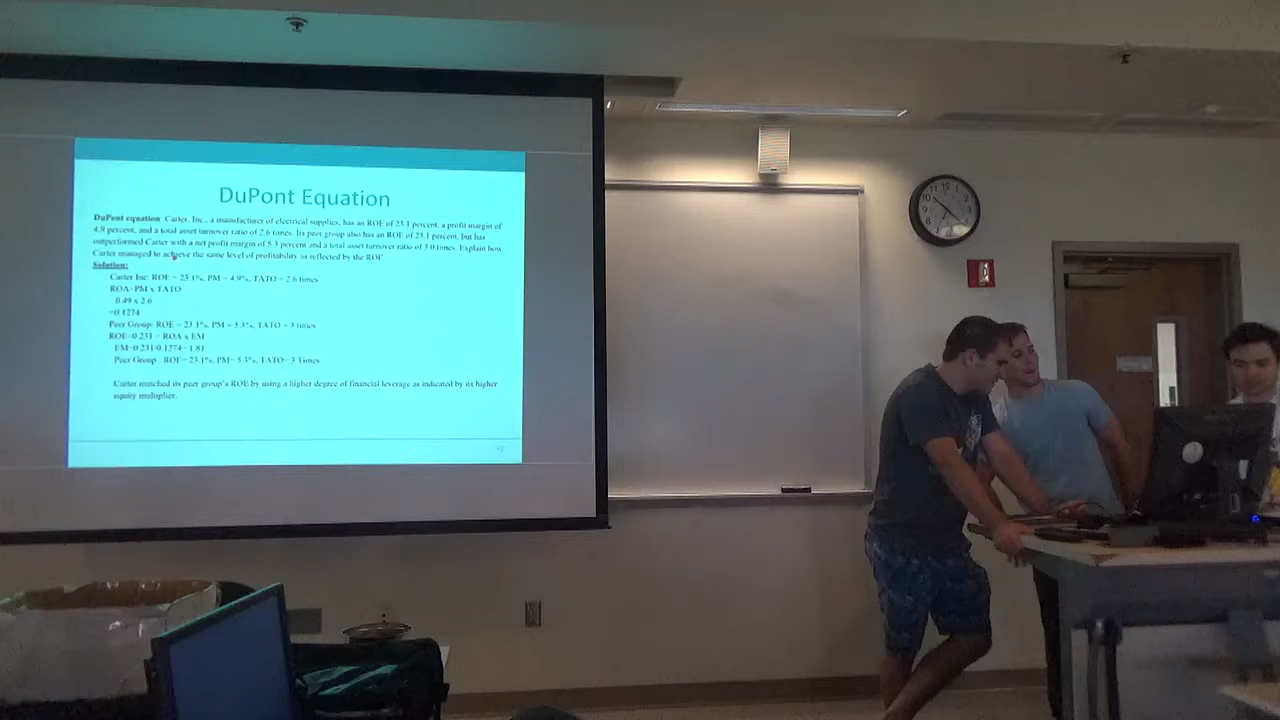 DuPont Equation
DuPont equation Carter, Inc., a manufacturer of electrical supplies, has an ROE of 23.1 percent, a profit margin of
4.9 percent, and a total asset turnover ratio of 2.6 times. Its peer group also has an ROE of 23.1 percent, but has
outperformed Carter with a net profit margin of 5.3 percent and a total asset turnover ratio of 3.0 times. Explain how
Carter managed to achieve the same level of profitability as reflected by the ROE.
Solution:
Carter Inc: ROE = 23.1%, PM = 4.9%, TATO = 2.6 times
ROA=PM x TATO
0.49 x 2.6
=0.1274
Peer Group: ROE = 23.1%, PM = 5.3%, TATO = 3 times
ROE=0.231 = ROA x EM
EM=0.231/0.1274=1.81
Peer Group : ROE= 23.1%, PM= 5.3%, TATO= 3 Times
Carter matched its peer group's ROE by using a higher degree of financial leverage as indicated by its higher
equity multiplier.
12
11
10